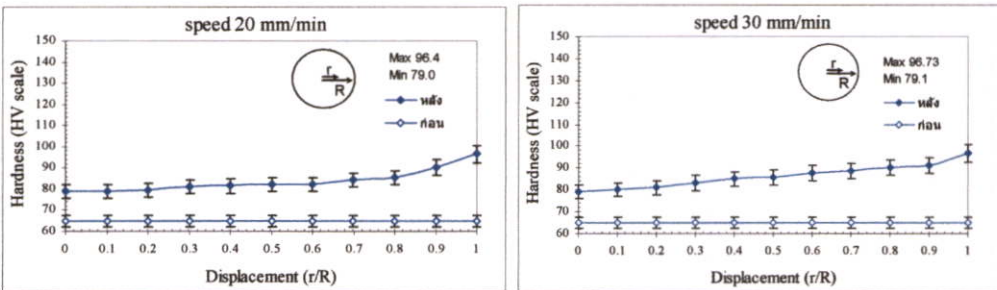 speed 20 mm/min
Hardness (HV scale)
150
140
130
120
110
100
90
80
70
60
r
R
Max 96.4
Min 79.0
หลัง
ก่อน
0 0.1 0.2 0.3 0.4 0.5 0.6 0.7 0.8 0.9 1
Displacement (r/R)
speed 30 mm/min
Hardness (HV scale)
150
140
130
120
110
100
90
80
70
60
r
R
Max 96.73
Min 79.1
หลัง
ก่อน
0 0.1 0.2 0.3 0.4 0.5 0.6 0.7 0.8 0.9 1
Displacement (r/R)